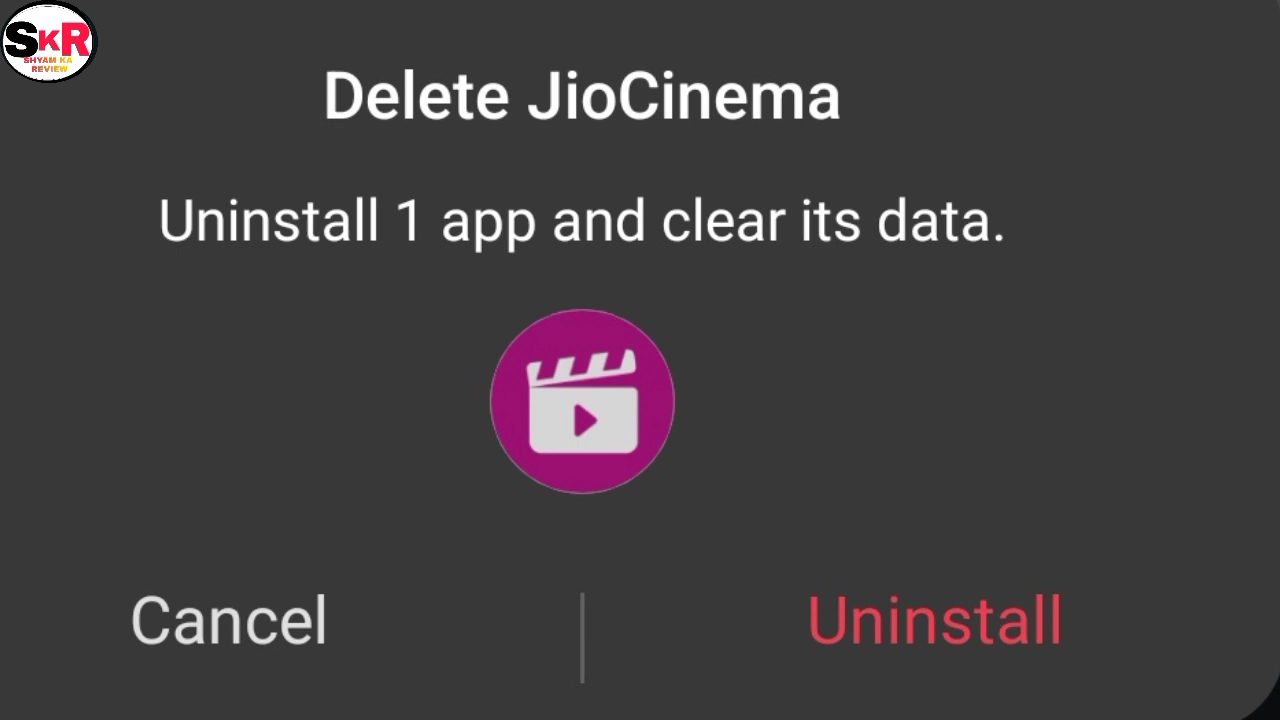 SKR
SHYAM KA
REVIEW
Delete JioCinema
Uninstall 1 app and clear its data.
Cancel
Uninstall